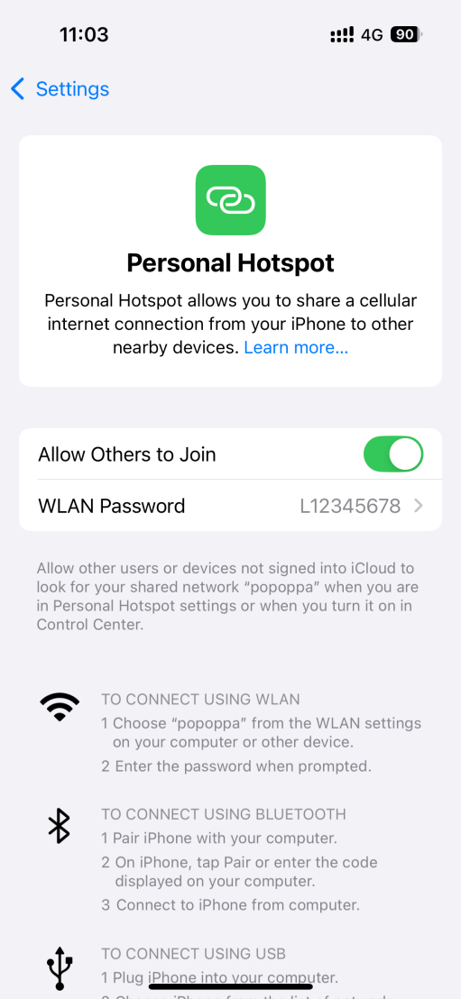 11:03
4G 90
Settings
Personal Hotspot
Personal Hotspot allows you to share a cellular
internet connection from your iPhone to other
nearby devices. Learn more...
Allow Others to Join
WLAN Password L12345678
Allow other users or devices not signed into iCloud to
look for your shared network “popoppa” when you are
in Personal Hotspot settings or when you turn it on in
Control Center.
TO CONNECT USING WLAN
1 Choose “popoppa” from the WLAN settings
on your computer or other device.
2 Enter the password when prompted.
TO CONNECT USING BLUETOOTH
1 Pair iPhone with your computer.
2 On iPhone, tap Pair or enter the code
displayed on your computer.
3 Connect to iPhone from computer.
TO CONNECT USING USB
1 Plug iPhone into your computer.